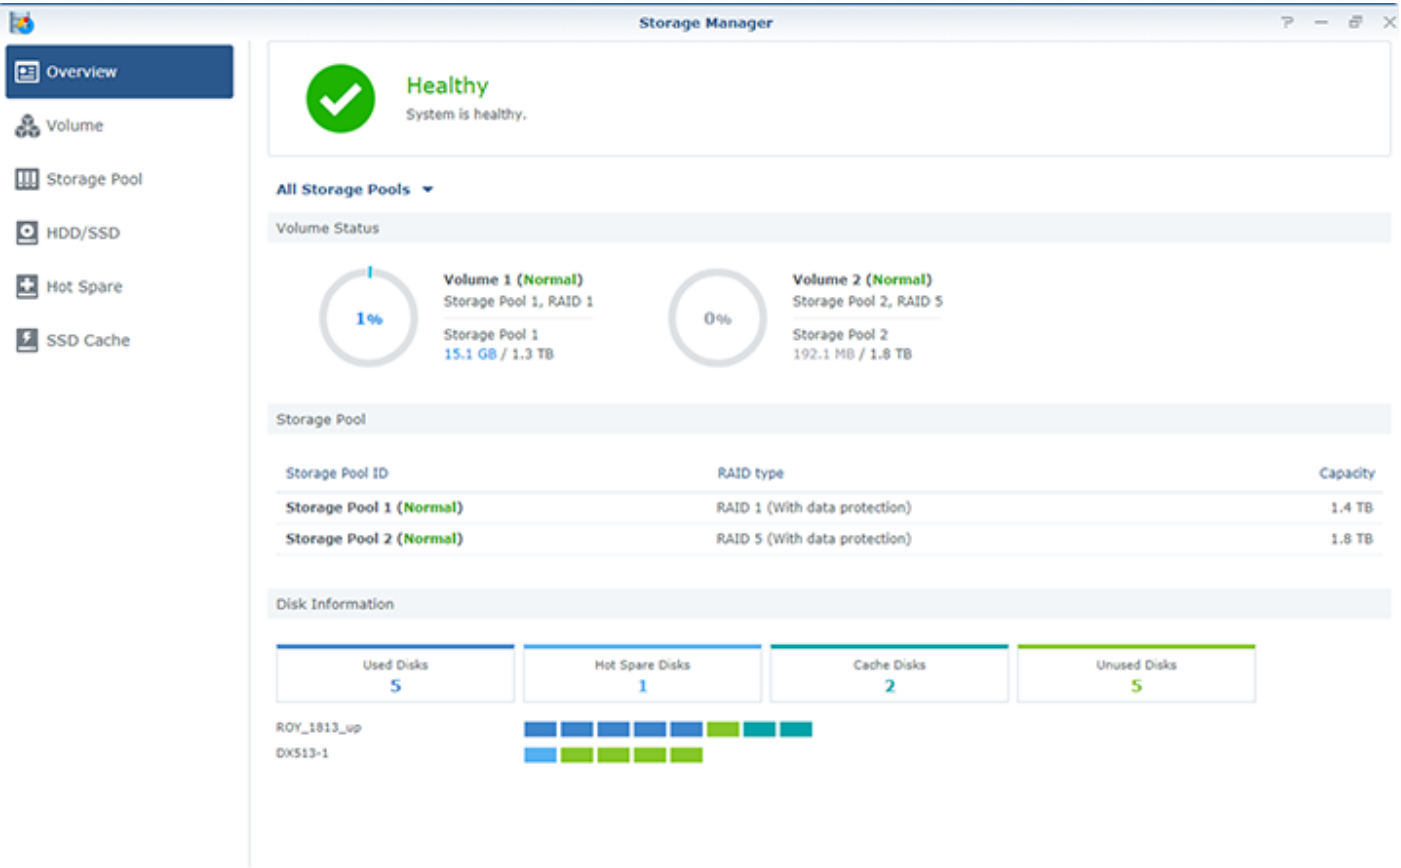 Storage Manager
Overview
Volume
Storage Pool
HDD/SSD
Hot Spare
SSD Cache
Healthy
System is healthy.
All Storage Pools
Volume Status
1%
Volume 1 (Normal)
Storage Pool 1, RAID 1
Storage Pool 1
15.1 GB / 1.3 TB
0%
Volume 2 (Normal)
Storage Pool 2, RAID 5
Storage Pool 2
192.1 MB / 1.8 TB
Storage Pool
Storage Pool ID RAID type Capacity
Storage Pool 1 (Normal) RAID 1 (With data protection) 1.4 TB
Storage Pool 2 (Normal) RAID 5 (With data protection) 1.8 TB
Disk Information
Used Disks
5
Hot Spare Disks
1
Cache Disks
2
Unused Disks
5
ROY_1813_up
DX513-1